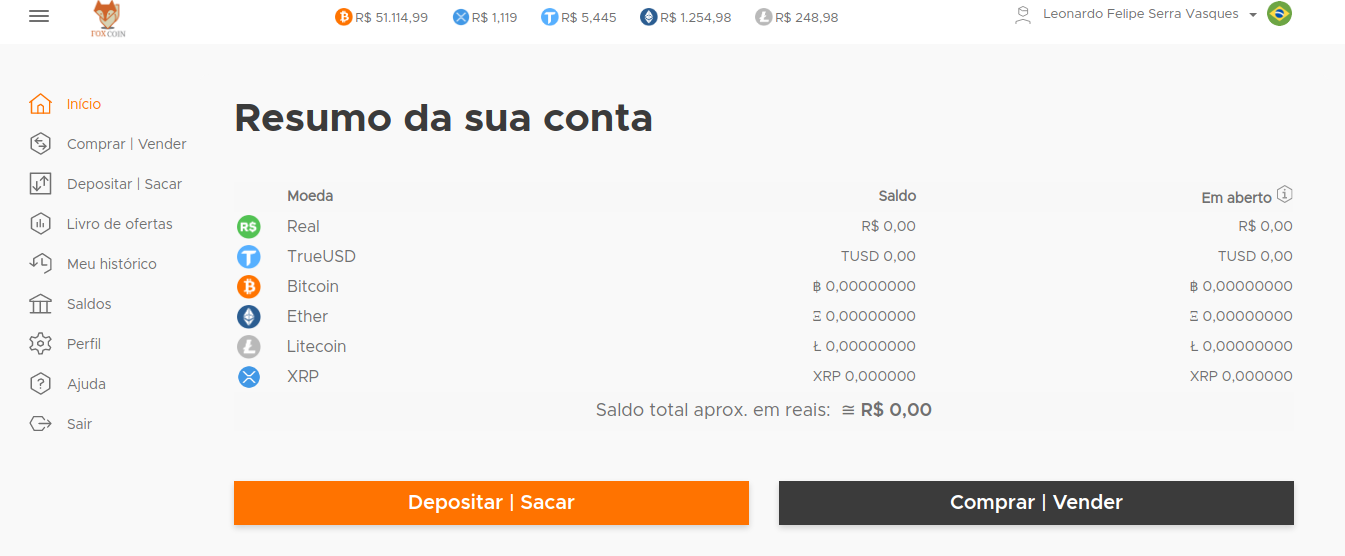 R$ 51.114,99 R$ 1,119 R$ 5,445 R$ 1.254,98 R$ 248,98 Leonardo Felipe Serra Vasques
FOXCOIN
Início
Comprar | Vender
Depositar | Sacar
Livro de ofertas
Meu histórico
Saldos
Perfil
Ajuda
Sair
Resumo da sua conta
Moeda Saldo Em aberto
R$ Real R$ 0,00 R$ 0,00
TrueUSD TUSD 0,00 TUSD 0,00
Bitcoin ฿ 0,00000000 ฿ 0,00000000
Ether Ξ 0,00000000 Ξ 0,00000000
Litecoin Ł 0,00000000 Ł 0,00000000
XRP XRP 0,000000 XRP 0,000000
Saldo total aprox. em reais: ≅ R$ 0,00
Depositar | Sacar Comprar | Vender